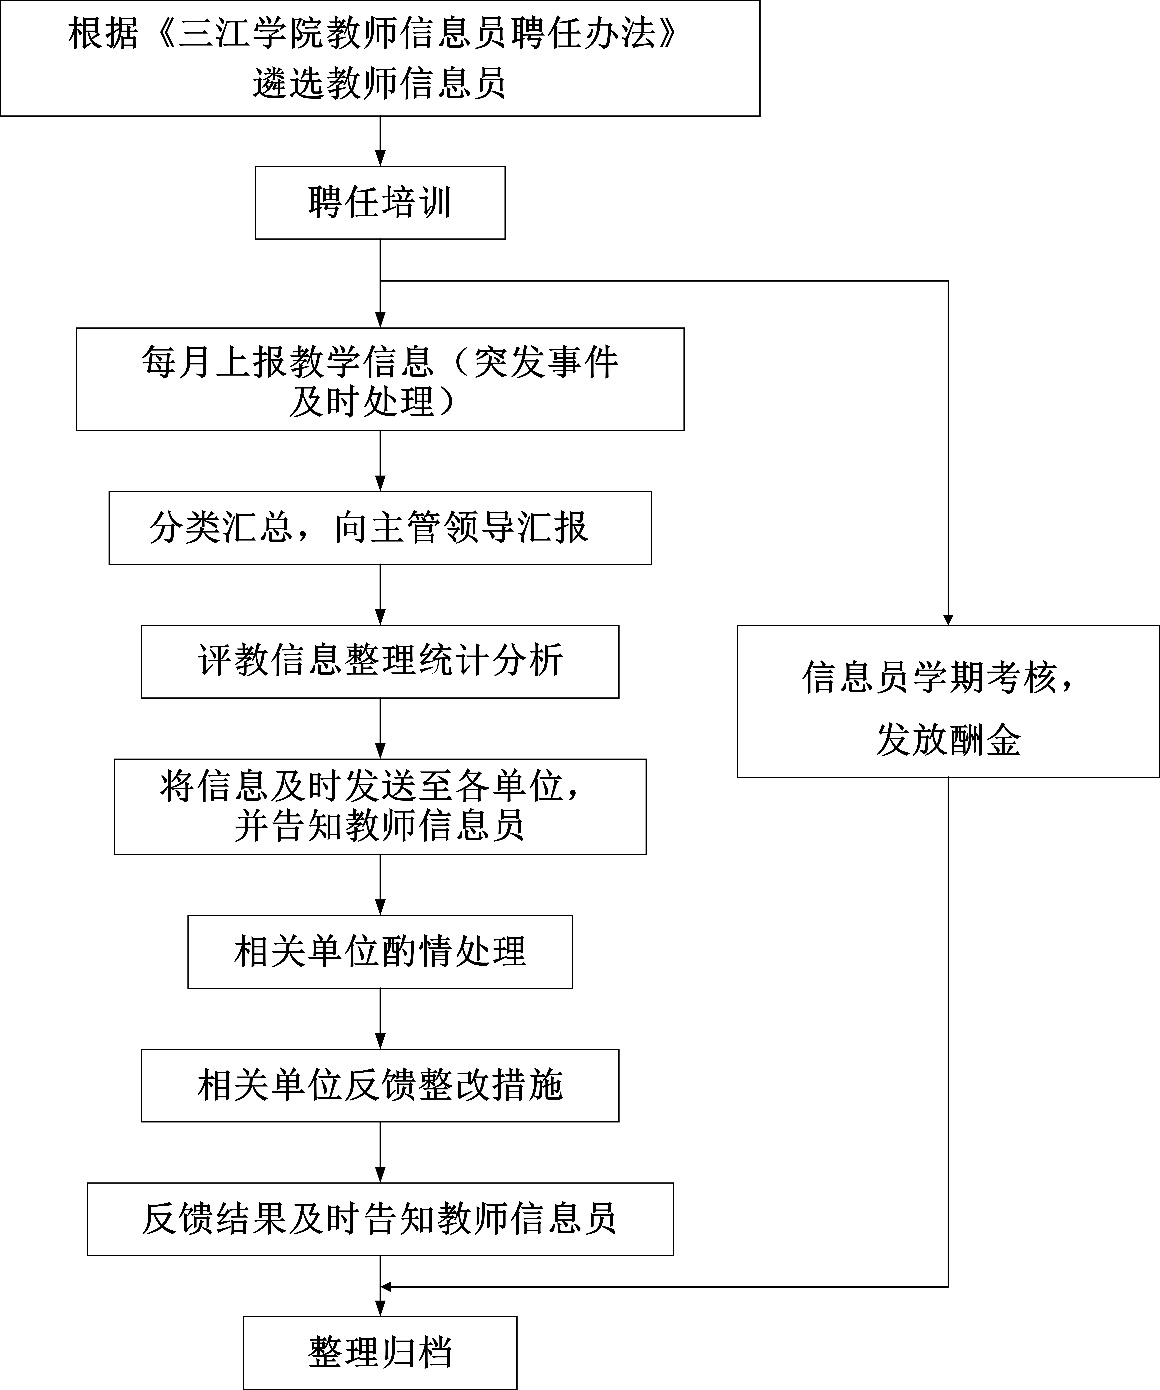 根据《三江学院教师信息员聘任办法》
遴选教师信息员
聘任培训
每月上报教学信息（突发事件
及时处理）
分类汇总，向主管领导汇报
评教信息整理统计分析
信息员学期考核，
发放酬金
将信息及时发送至各单位，
并告知教师信息员
相关单位酌情处理
相关单位反馈整改措施
反馈结果及时告知教师信息员
整理归档